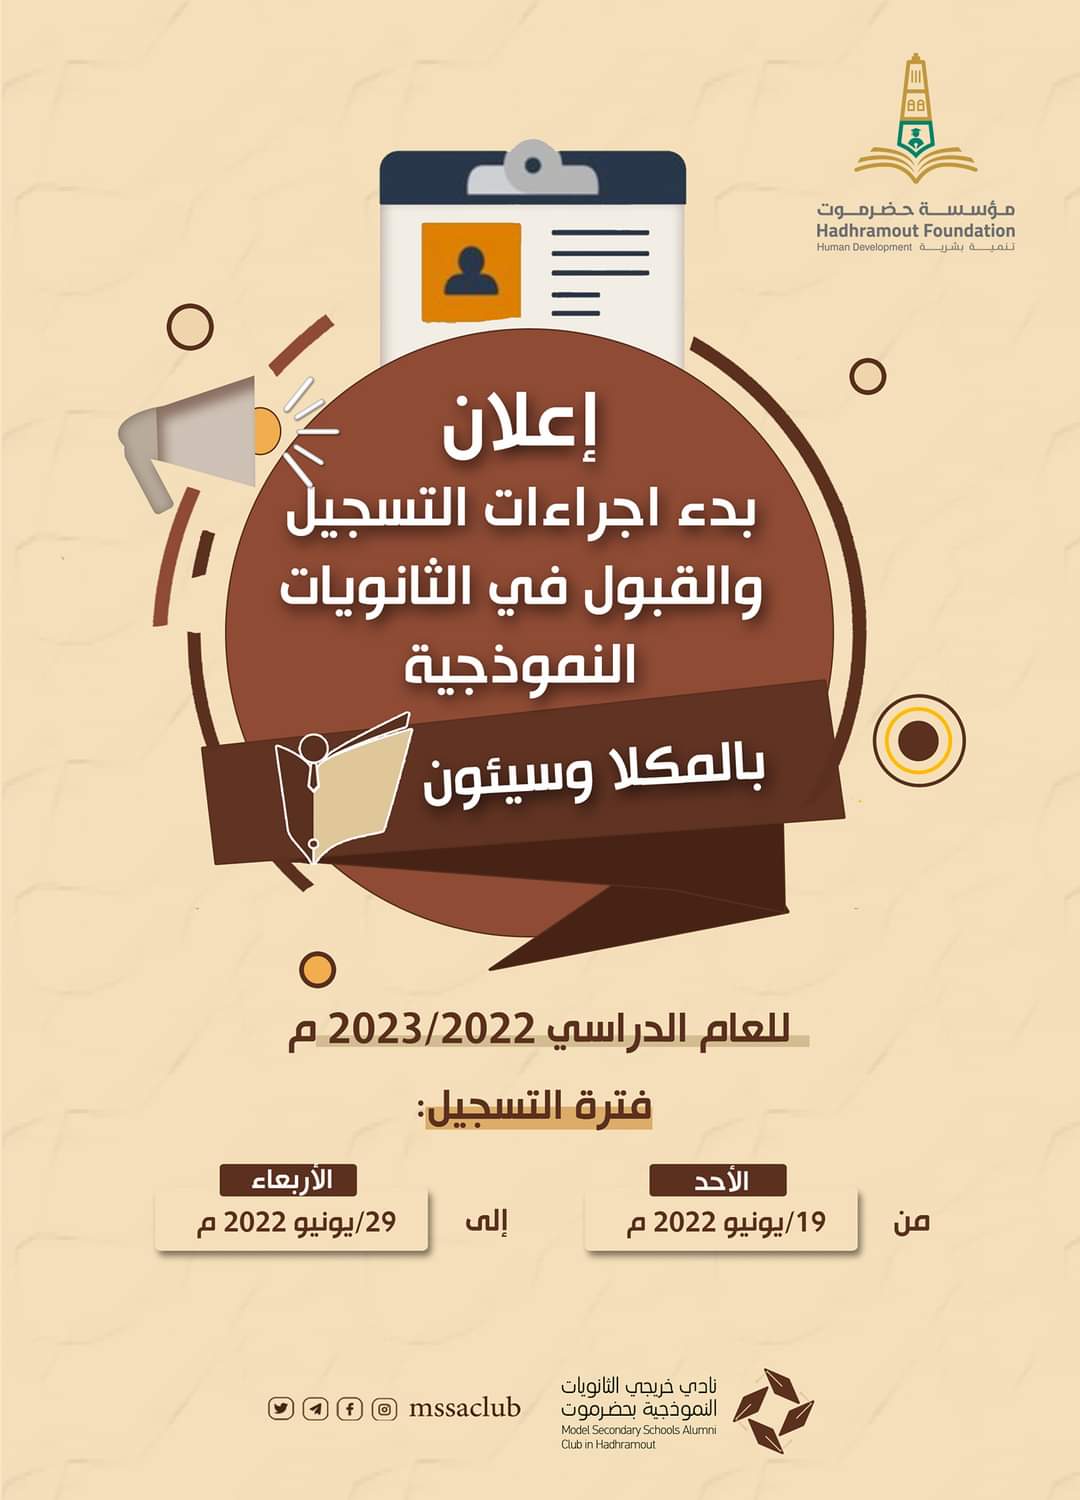 مؤسسة حضرموت
Hadhramout Foundation
Human Development تنمية بشرية
إعلان
بدء اجراءات التسجيل
والقبول في الثانويات
النموذجية
بالمكلا وسيئون
للعام الدراسي 2023/2022 م
فترة التسجيل:
الأحد
من 19/يونيو 2022 م
الأربعاء
إلى 29/يونيو 2022 م
نادي خريجي الثانويات
النموذجية بحضرموت
Model Secondary Schools Alumni
Club in Hadhramout
mssaclub